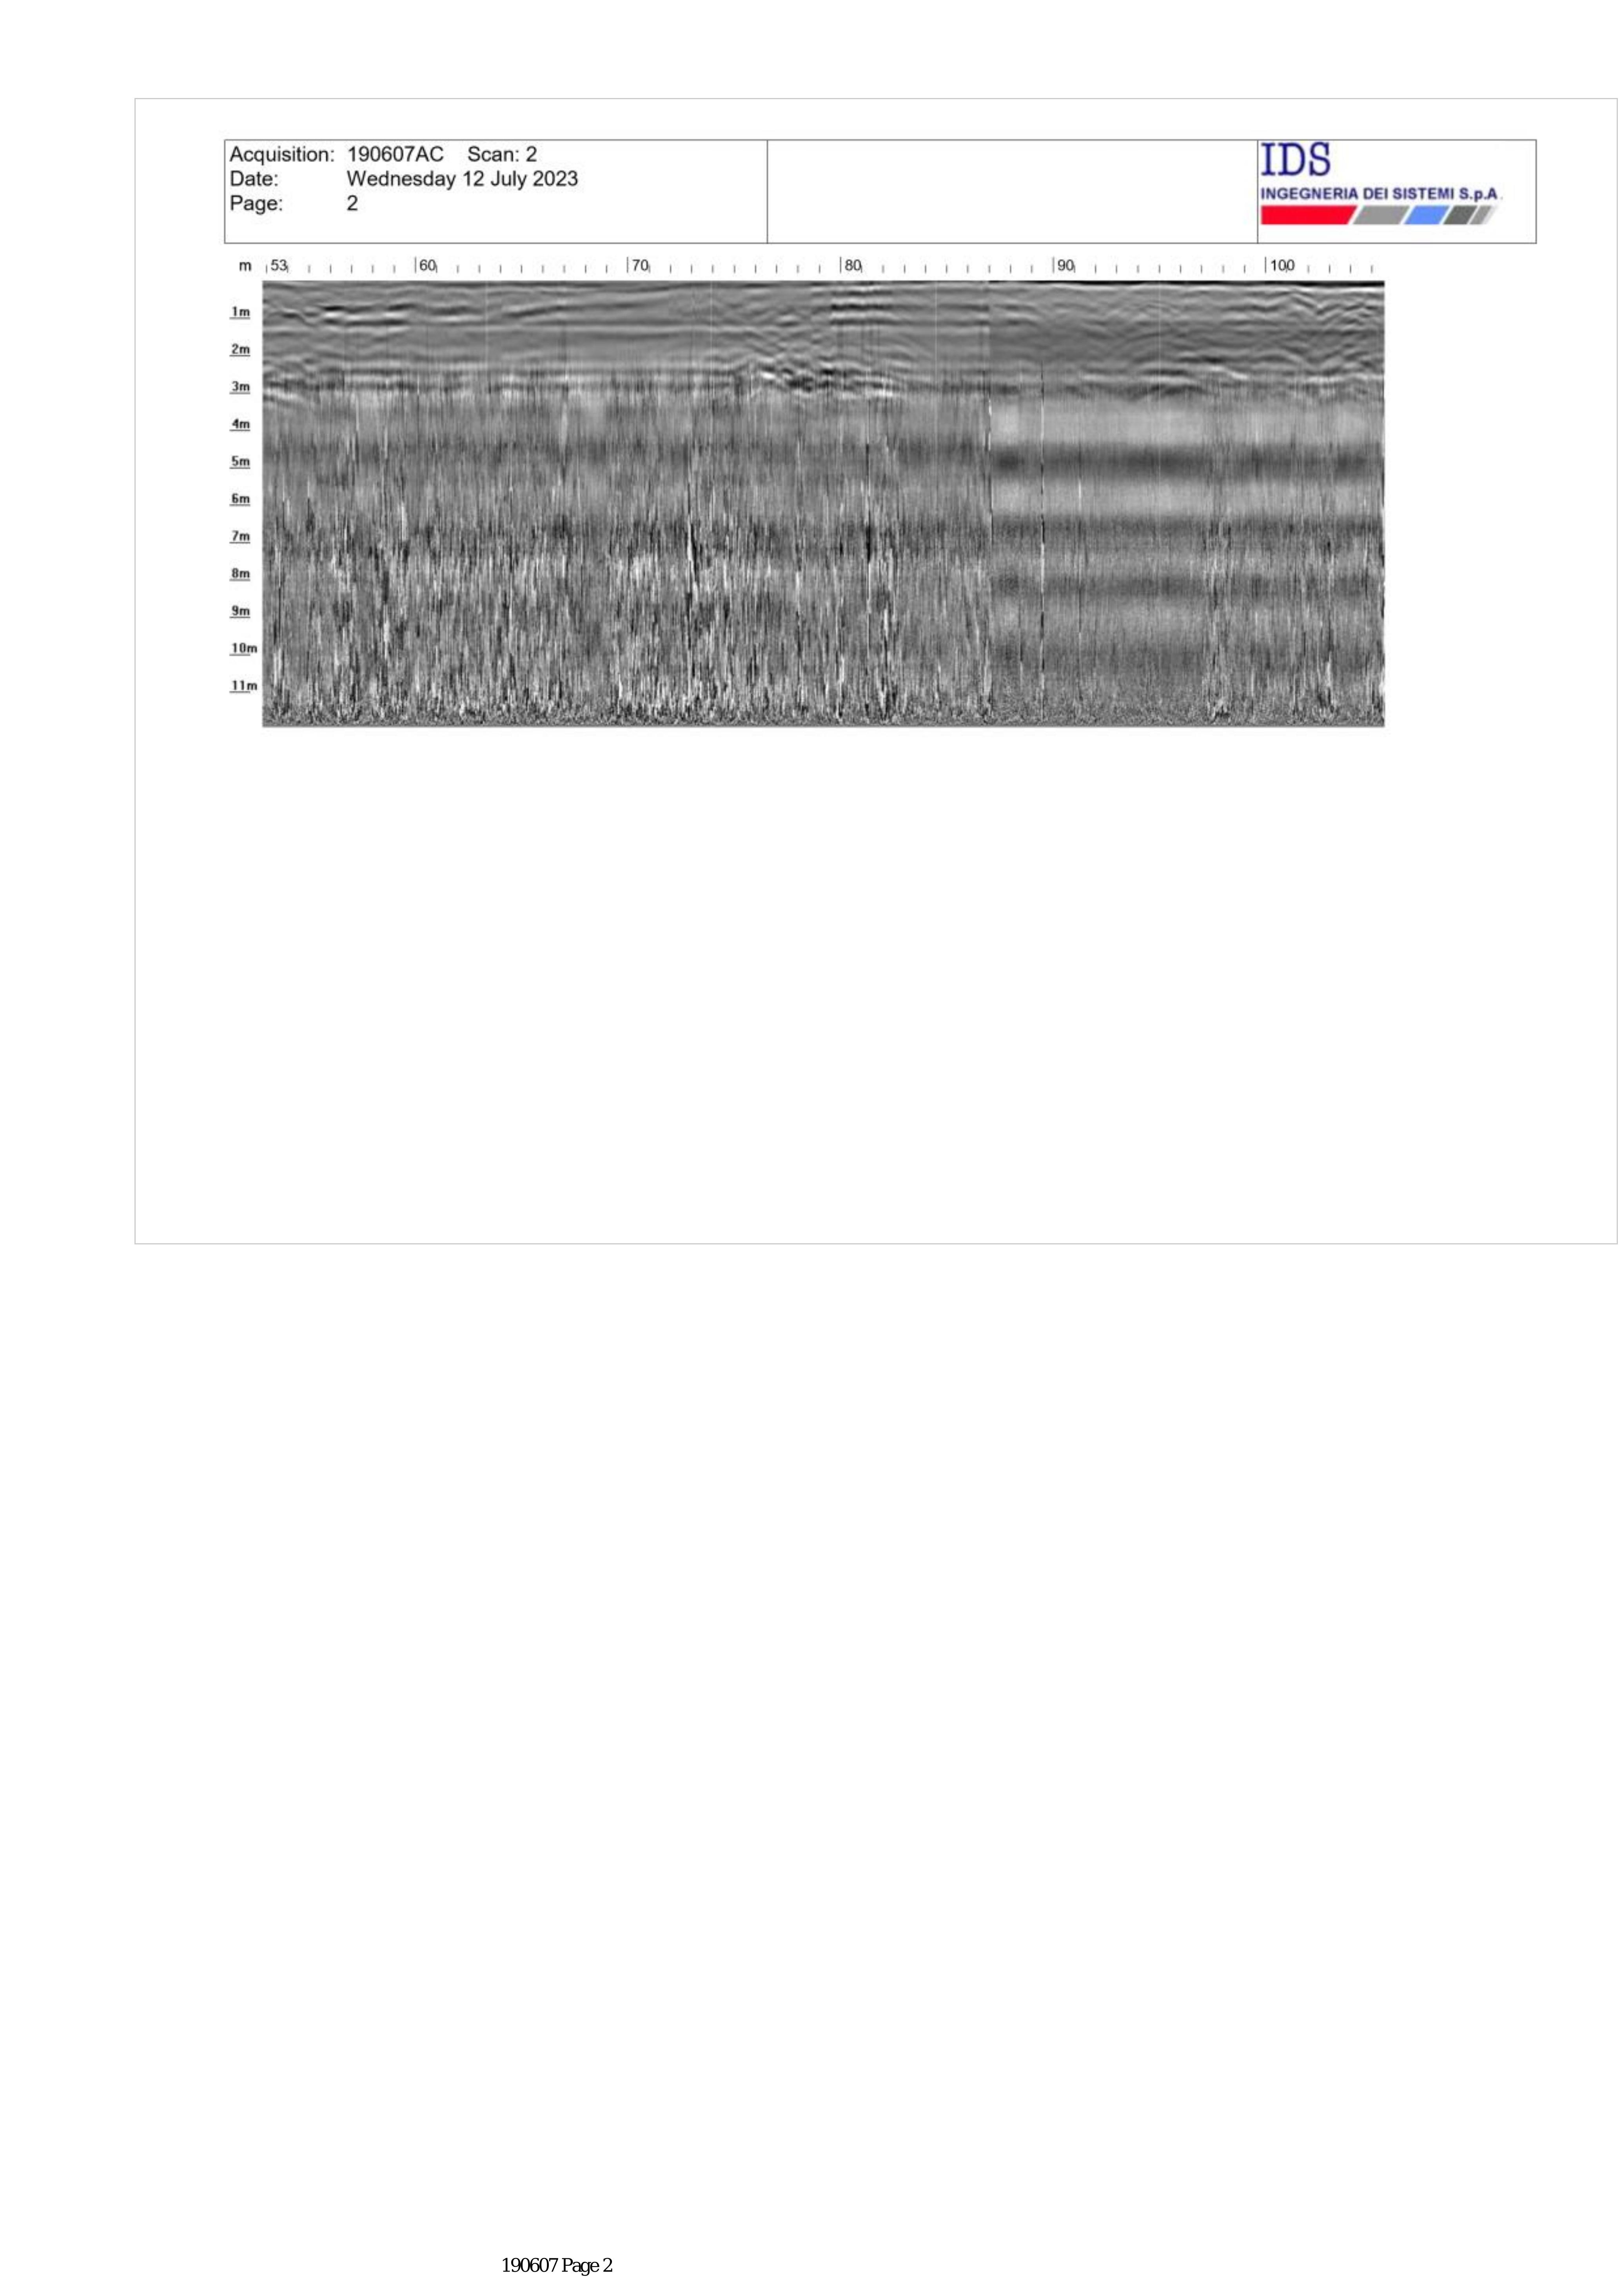 Acquisition: 190607AC Scan: 2
Date: Wednesday 12 July 2023
Page: 2
IDS
INGEGNERIA DEI SISTEMI S.p.A.
m 53 60 70 80 90 100
1m
2m
3m
4m
5m
6m
7m
8m
9m
10m
11m
190607 Page 2